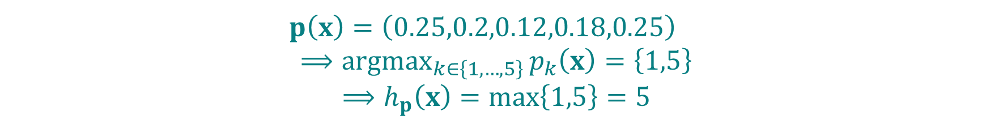 𝐩(𝐱) = (0.25,0.2,0.12,0.18,0.25)
⟹ argmax_{k∈{1,…,5}} p_k(𝐱) = {1,5}
⟹ h_𝐩(𝐱) = max{1,5} = 5